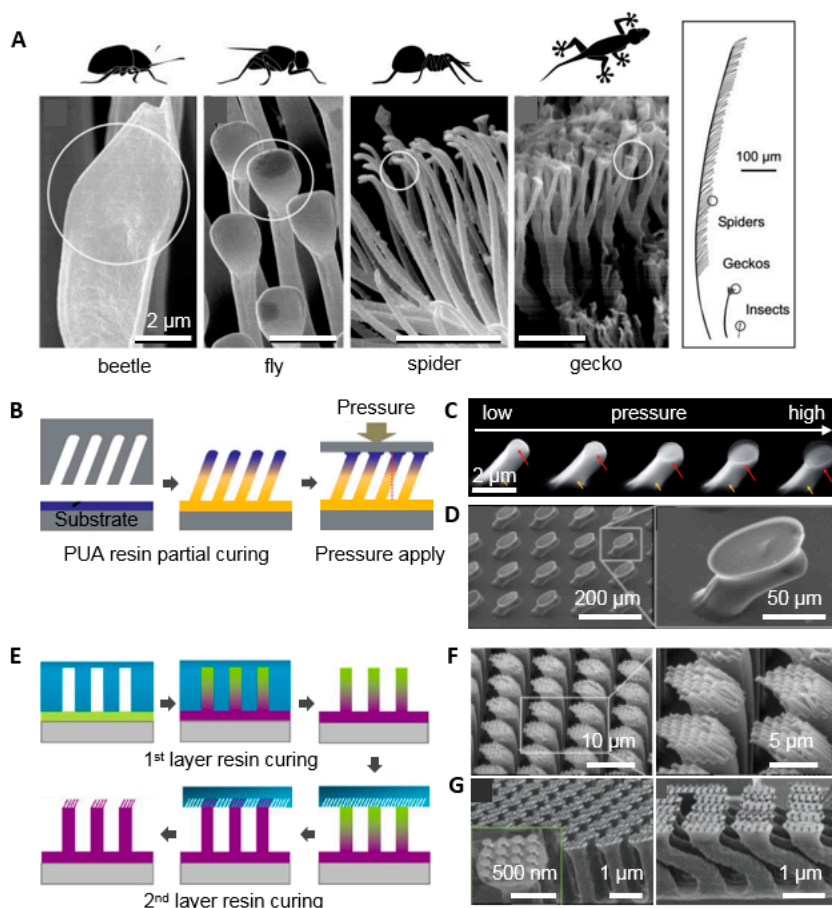 A
2 μm
beetle
fly
spider
gecko
100 μm
Spiders
Geckos
Insects
B
Substrate
PUA resin partial curing
Pressure
Pressure apply
C
low
pressure
high
2 μm
D
200 μm
50 μm
E
1st layer resin curing
2nd layer resin curing
F
10 μm
5 μm
G
500 nm
1 μm
1 μm